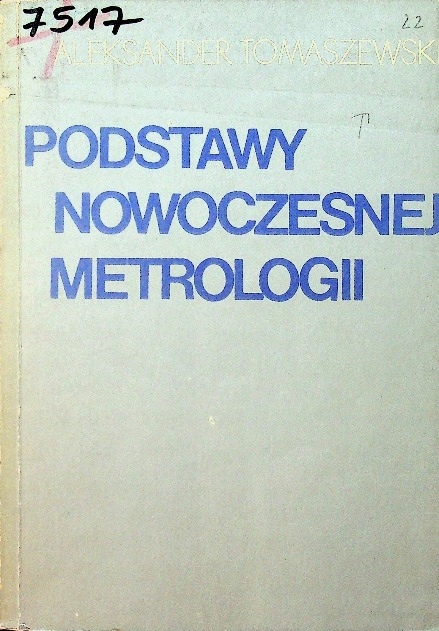 7517
22
ALEKSANDER TOMASZEWSKI
PODSTAWY
NOWOCZESNEJ
METROLOGII